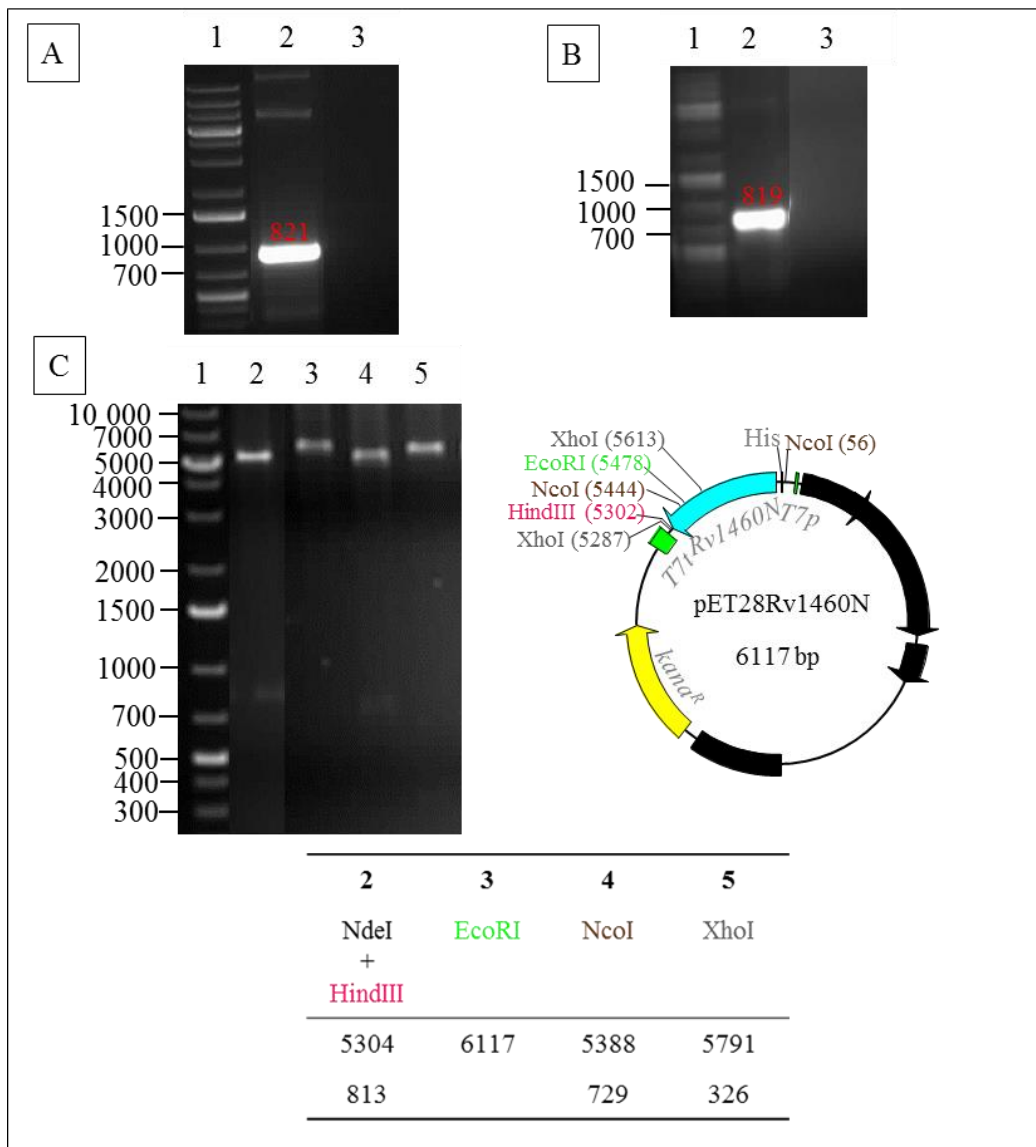 A
1 2 3
821
1500
1000
700
B
1 2 3
819
1500
1000
700
C
1 2 3 4 5
10 000
7000
5000
4000
3000
2000
1500
1000
700
500
400
300
XhoI (5613)
EcoRI (5478)
NcoI (5444)
HindIII (5302)
XhoI (5287)
His
NcoI (56)
T7t
Rv1460N
T7p
pET28Rv1460N
6117 bp
kanaR
2 3 4 5
NdeI EcoRI NcoI XhoI
+
HindIII
5304 6117 5388 5791
813 729 326